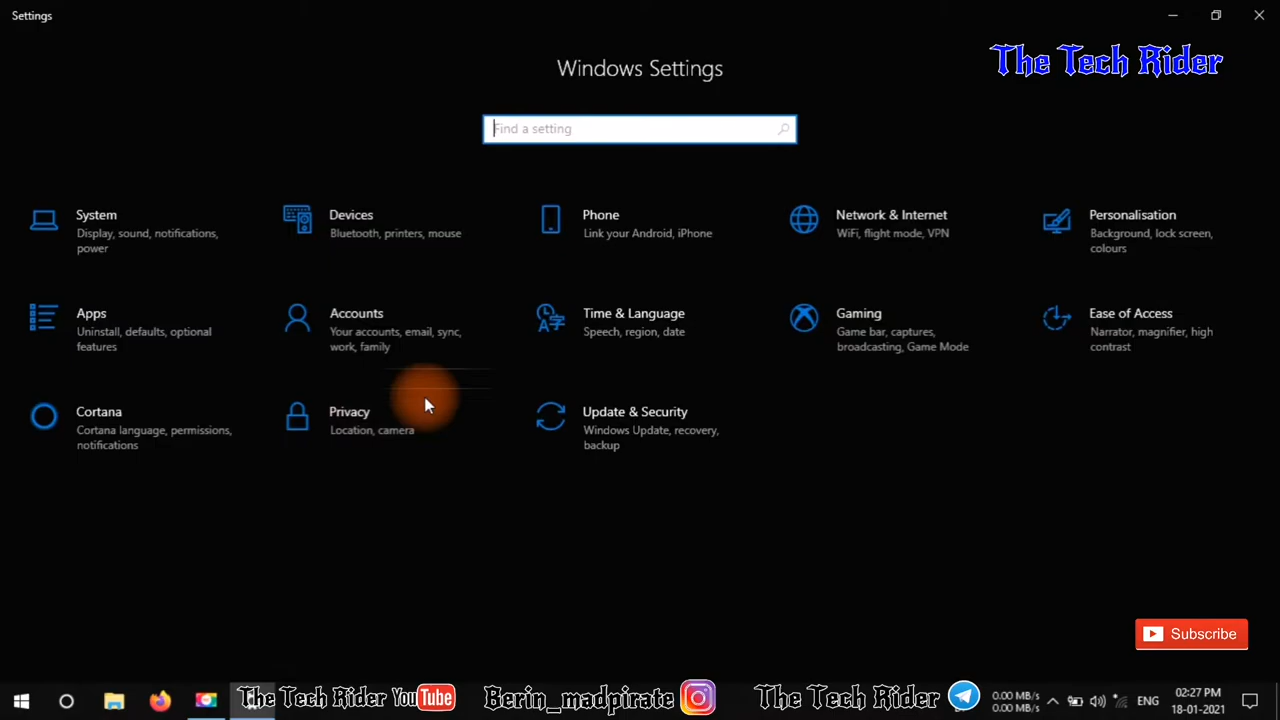 Settings
The Tech Rider
Windows Settings
Find a setting
System
Display, sound, notifications,
power
Devices
Bluetooth, printers, mouse
Phone
Link your Android, iPhone
Network & Internet
WiFi, flight mode, VPN
Personalisation
Background, lock screen,
colours
Apps
Uninstall, defaults, optional
features
Accounts
Your accounts, email, sync,
work, family
Time & Language
Speech, region, date
Gaming
Game bar, captures,
broadcasting, Game Mode
Ease of Access
Narrator, magnifier, high
contrast
Cortana
Cortana language, permissions,
notifications
Privacy
Location, camera
Update & Security
Windows Update, recovery,
backup
Subscribe
The Tech Rider YouTube
Berin_madpirate
The Tech Rider
0.00 MB/s
0.00 MB/s
ENG
02:27 PM
18-01-2021